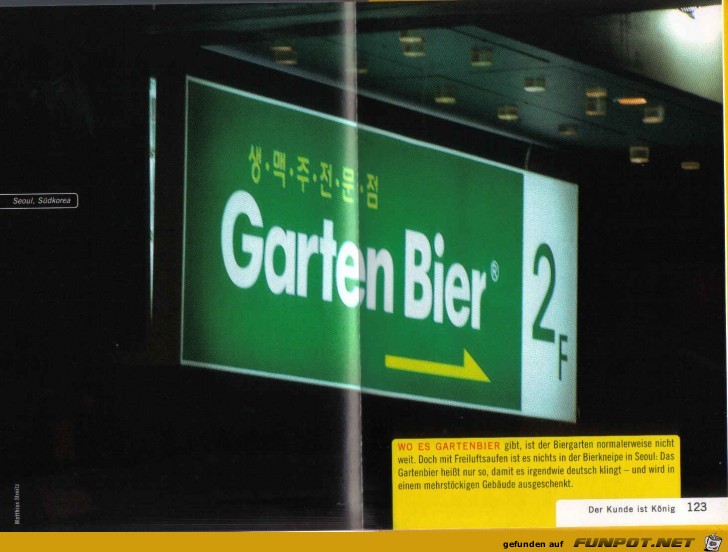 Seoul, Südkorea
생·맥·주·전·문·점
Garten Bier®
2F
WO ES GARTENBIER gibt, ist der Biergarten normalerweise nicht
weit. Doch mit Freiluftsaufen ist es nichts in der Bierkneipe in Seoul: Das
Gartenbier heißt nur so, damit es irgendwie deutsch klingt – und wird in
einem mehrstöckigen Gebäude ausgeschenkt.
Der Kunde ist König 123
gefunden auf FUNPOT.NET